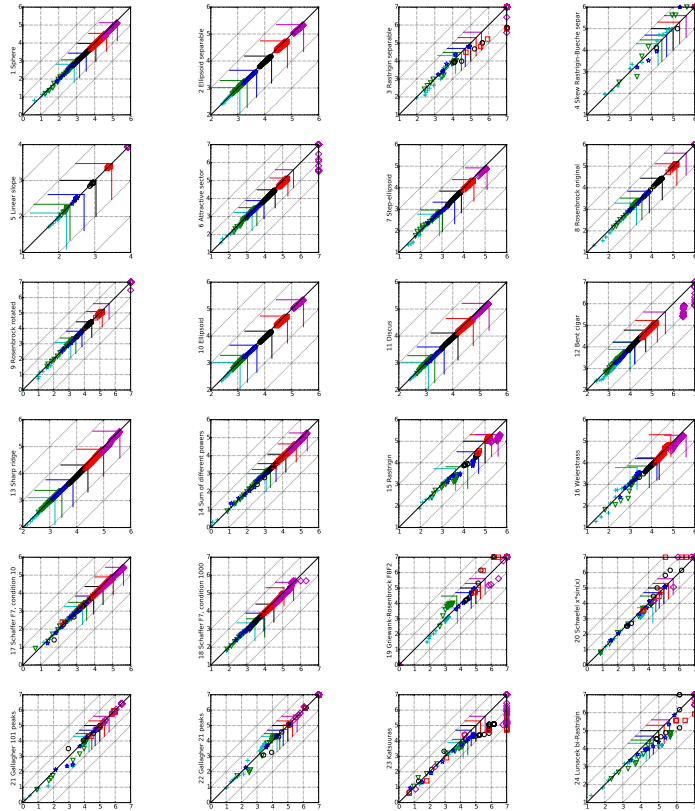 1 Sphere
2 Ellipsoid separable
3 Rastrigin separable
4 Skew Rastrigin-Bueche separ
5 Linear slope
6 Attractive sector
7 Step-ellipsoid
8 Rosenbrock original
9 Rosenbrock rotated
10 Ellipsoid
11 Discus
12 Bent cigar
13 Sharp ridge
14 Sum of different powers
15 Rastrigin
16 Weierstrass
17 Schaffer F7, condition 10
18 Schaffer F7, condition 1000
19 Griewank-Rosenbrock F8F2
20 Schwefel x*sin(x)
21 Gallagher 101 peaks
22 Gallagher 21 peaks
23 Katsuuras
24 Lunacek bi-Rastrigin